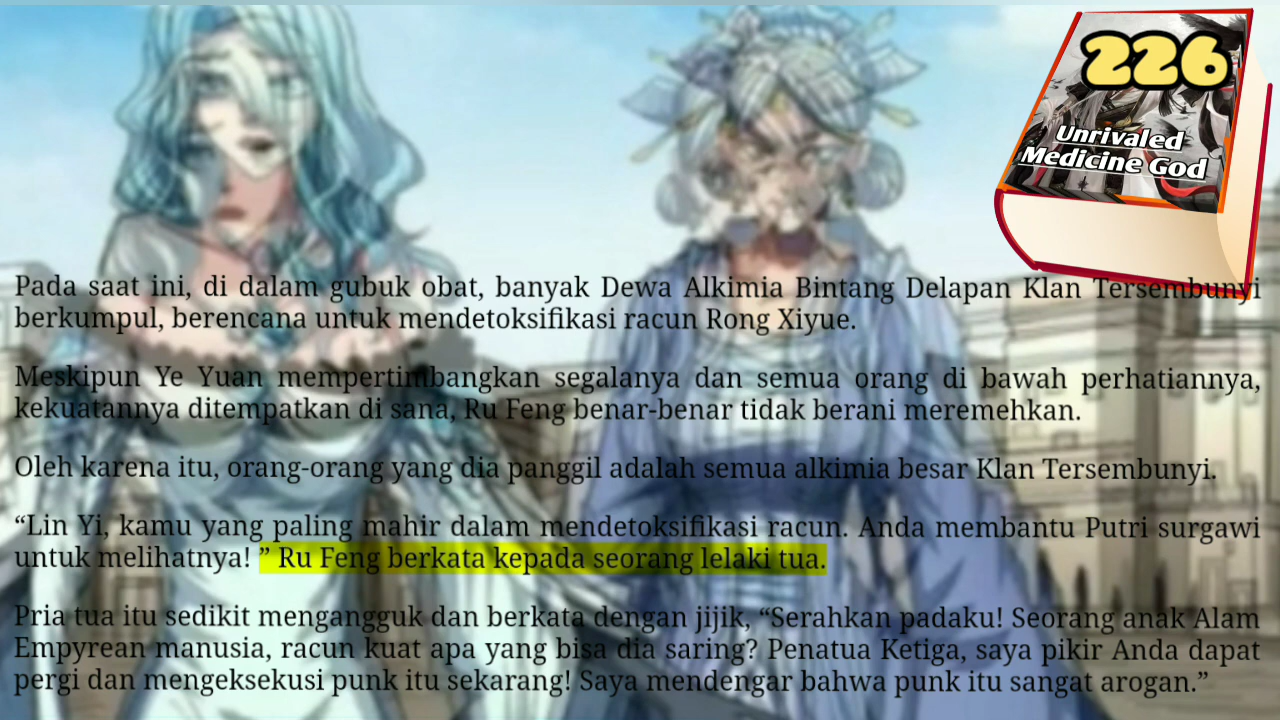 226
Unrivaled
Medicine God
Pada saat ini, di dalam gubuk obat, banyak Dewa Alkimia Bintang Delapan Klan Tersembunyi
berkumpul, berencana untuk mendetoksifikasi racun Rong Xiyue.
Meskipun Ye Yuan mempertimbangkan segalanya dan semua orang di bawah perhatiannya,
kekuatannya ditempatkan di sana, Ru Feng benar-benar tidak berani meremehkan.
Oleh karena itu, orang-orang yang dia panggil adalah semua alkimia besar Klan Tersembunyi.
“Lin Yi, kamu yang paling mahir dalam mendetoksifikasi racun. Anda membantu Putri surgawi
untuk melihatnya! ” Ru Feng berkata kepada seorang lelaki tua.
Pria tua itu sedikit mengangguk dan berkata dengan jijik, “Serahkan padaku! Seorang anak Alam
Empyrean manusia, racun kuat apa yang bisa dia saring? Penatua Ketiga, saya pikir Anda dapat
pergi dan mengeksekusi punk itu sekarang! Saya mendengar bahwa punk itu sangat arogan.”